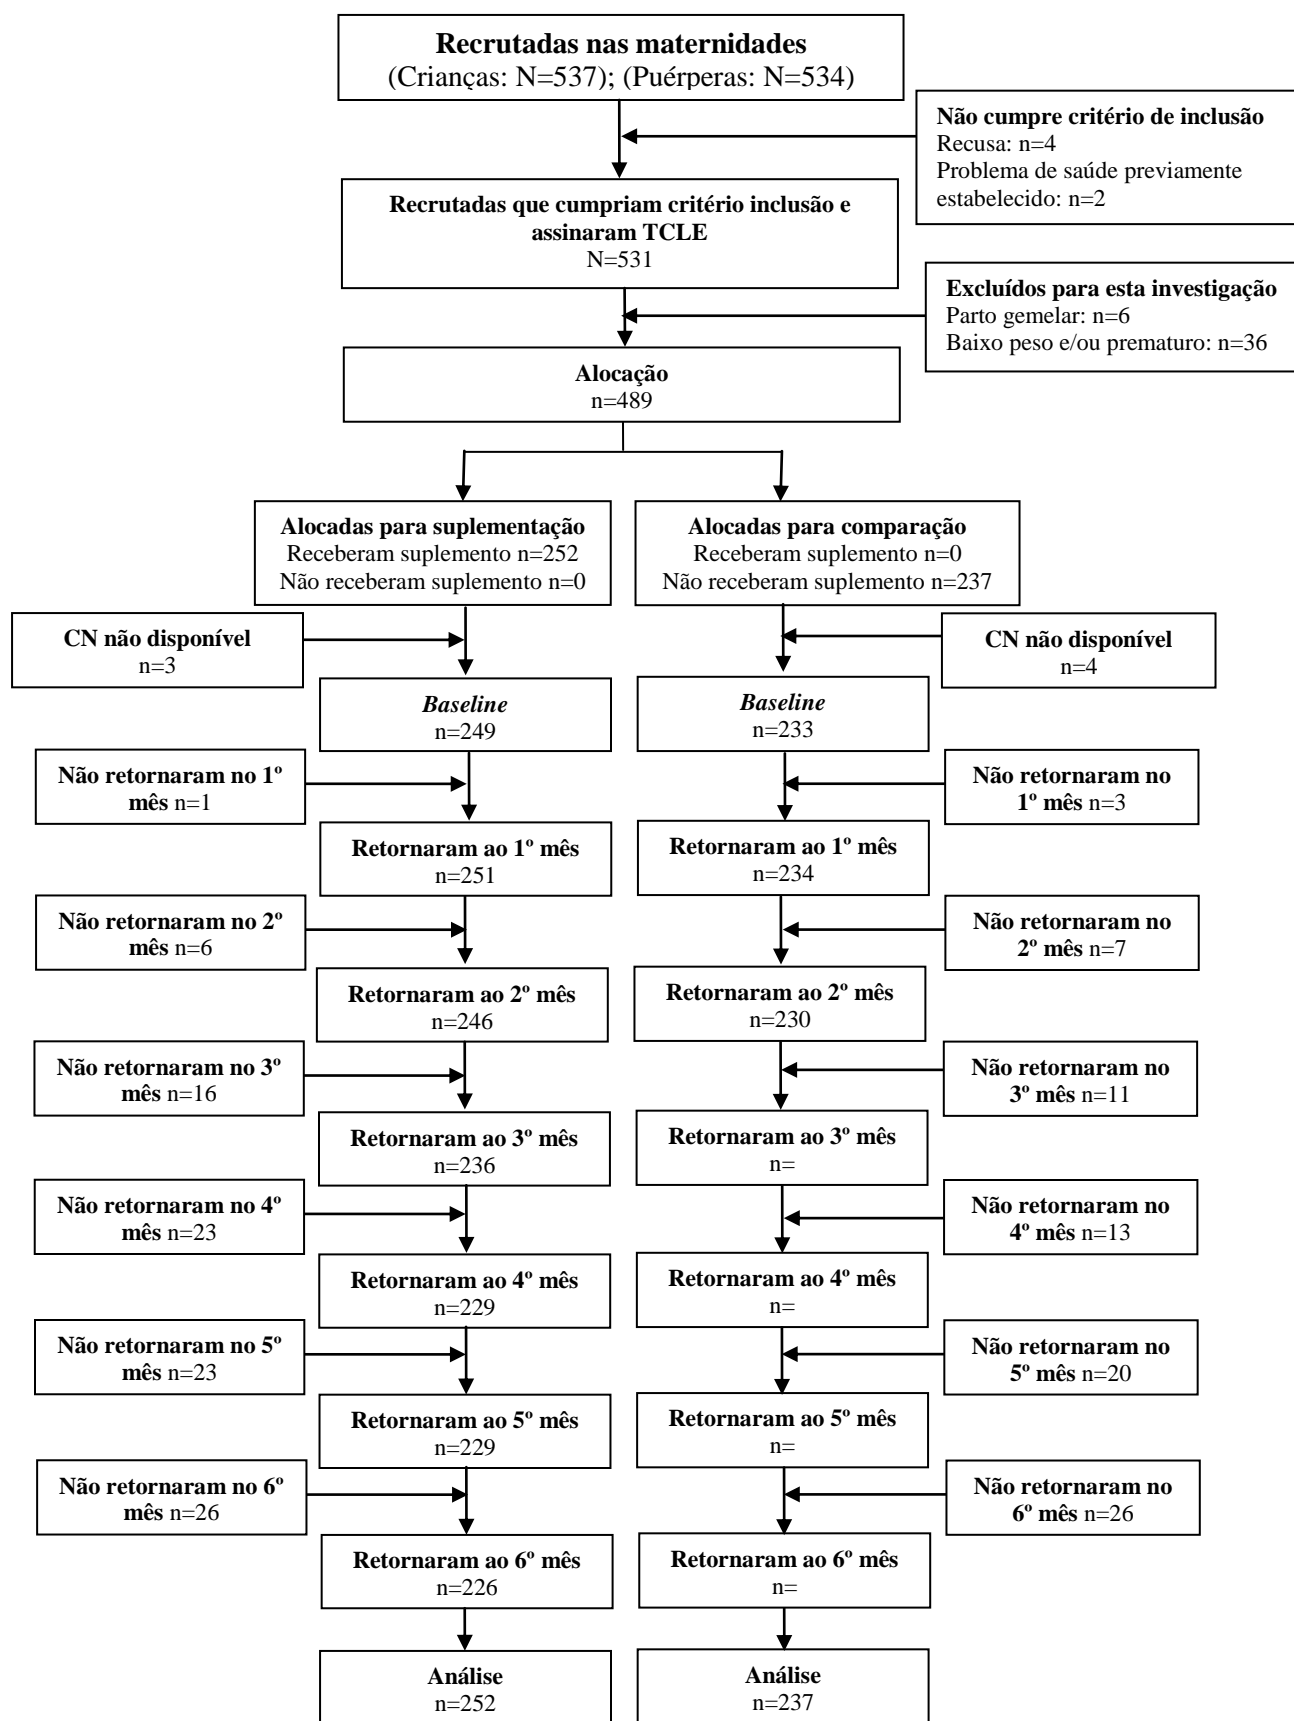 Recrutadas nas maternidades
(Crianças: N=537); (Puérperas: N=534)
Não cumpre critério de inclusão
Recusa: n=4
Problema de saúde previamente
estabelecido: n=2
Recrutadas que cumpriam critério inclusão e
assinaram TCLE
N=531
Excluídos para esta investigação
Parto gemelar: n=6
Baixo peso e/ou prematuro: n=36
Alocação
n=489
Alocadas para suplementação
Receberam suplemento n=252
Não receberam suplemento n=0
Alocadas para comparação
Receberam suplemento n=0
Não receberam suplemento n=237
CN não disponível
n=3
CN não disponível
n=4
Baseline
n=249
Baseline
n=233
Não retornaram no 1º
mês n=1
Não retornaram no
1º mês n=3
Retornaram ao 1º mês
n=251
Retornaram ao 1º mês
n=234
Não retornaram no 2º
mês n=6
Não retornaram no
2º mês n=7
Retornaram ao 2º mês
n=246
Retornaram ao 2º mês
n=230
Não retornaram no 3º
mês n=16
Não retornaram no
3º mês n=11
Retornaram ao 3º mês
n=236
Retornaram ao 3º mês
n=
Não retornaram no 4º
mês n=23
Não retornaram no
4º mês n=13
Retornaram ao 4º mês
n=229
Retornaram ao 4º mês
n=
Não retornaram no 5º
mês n=23
Não retornaram no
5º mês n=20
Retornaram ao 5º mês
n=229
Retornaram ao 5º mês
n=
Não retornaram no 6º
mês n=26
Não retornaram no
6º mês n=26
Retornaram ao 6º mês
n=226
Retornaram ao 6º mês
n=
Análise
n=252
Análise
n=237